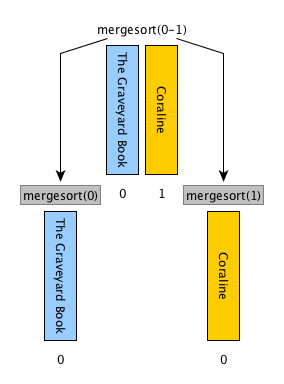 mergesort(0-1)
The Graveyard Book
Coraline
0
1
mergesort(0)
mergesort(1)
The Graveyard Book
Coraline
0
0